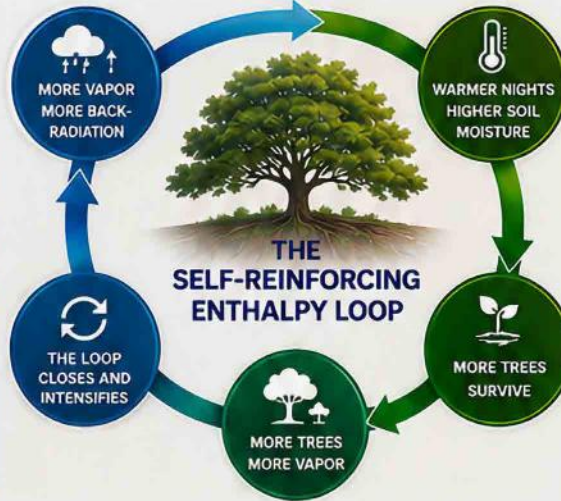 MORE VAPOR
MORE BACK-
RADIATION
WARMER NIGHTS
HIGHER SOIL
MOISTURE
THE
SELF-REINFORCING
ENTHALPY LOOP
MORE TREES
SURVIVE
MORE TREES
MORE VAPOR
THE LOOP
CLOSES AND
INTENSIFIES